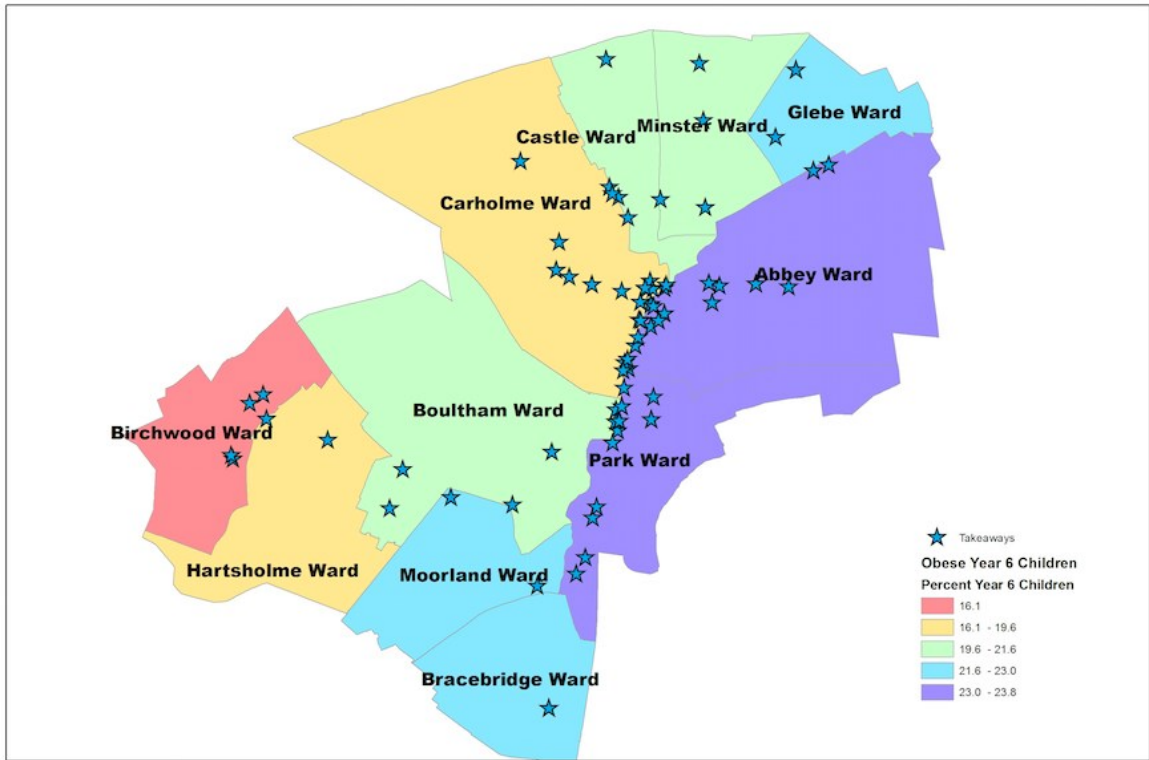 Glebe Ward
Minster Ward
Castle Ward
Carholme Ward
Abbey Ward
Boultham Ward
Birchwood Ward
Park Ward
Hartsholme Ward
Moorland Ward
Bracebridge Ward
Takeaways
Obese Year 6 Children
Percent Year 6 Children
16.1
16.1 - 19.6
19.6 - 21.6
21.6 - 23.0
23.0 - 23.8